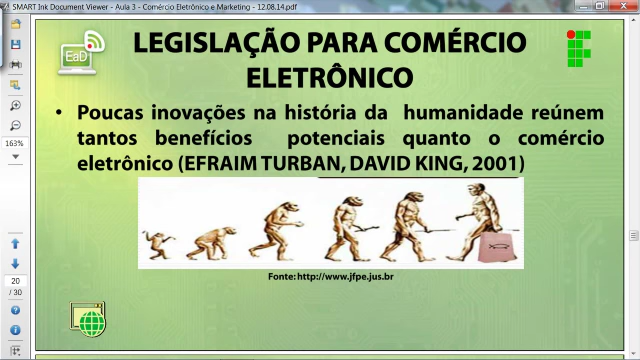 SMART Ink Document Viewer - Aula 3 - Comércio Eletrônico e Marketing - 12.08.14.pdf
EaD
LEGISLAÇÃO PARA COMÉRCIO
ELETRÔNICO
• Poucas inovações na história da humanidade reúnem
tantos benefícios potenciais quanto o comércio
eletrônico (EFRAIM TURBAN, DAVID KING, 2001)
163%
Fonte: http://www.jfpe.jus.br
20
/ 30